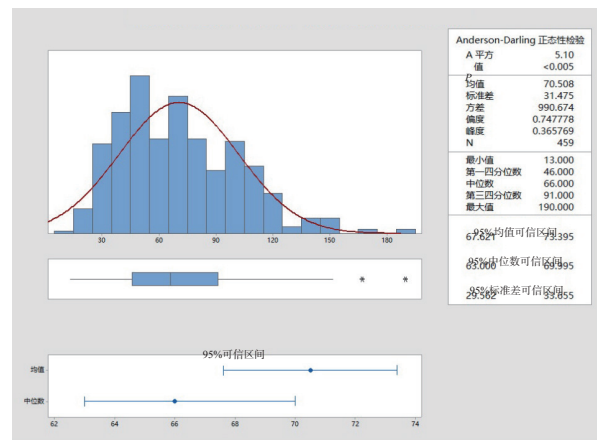 Anderson-Darling 正态性检验
A 平方 5.10
P 值 <0.005
均值 70.508
标准差 31.475
方差 990.674
偏度 0.747778
峰度 0.365769
N 459
最小值 13.000
第一四分位数 46.000
中位数 66.000
第三四分位数 91.000
最大值 190.000
95%均值可信区间
67.621 73.395
95%中位数可信区间
63.000 69.995
95%标准差可信区间
29.562 33.655
30 60 90 120 150 180
* *
95%可信区间
均值
中位数
62 64 66 68 70 72 74